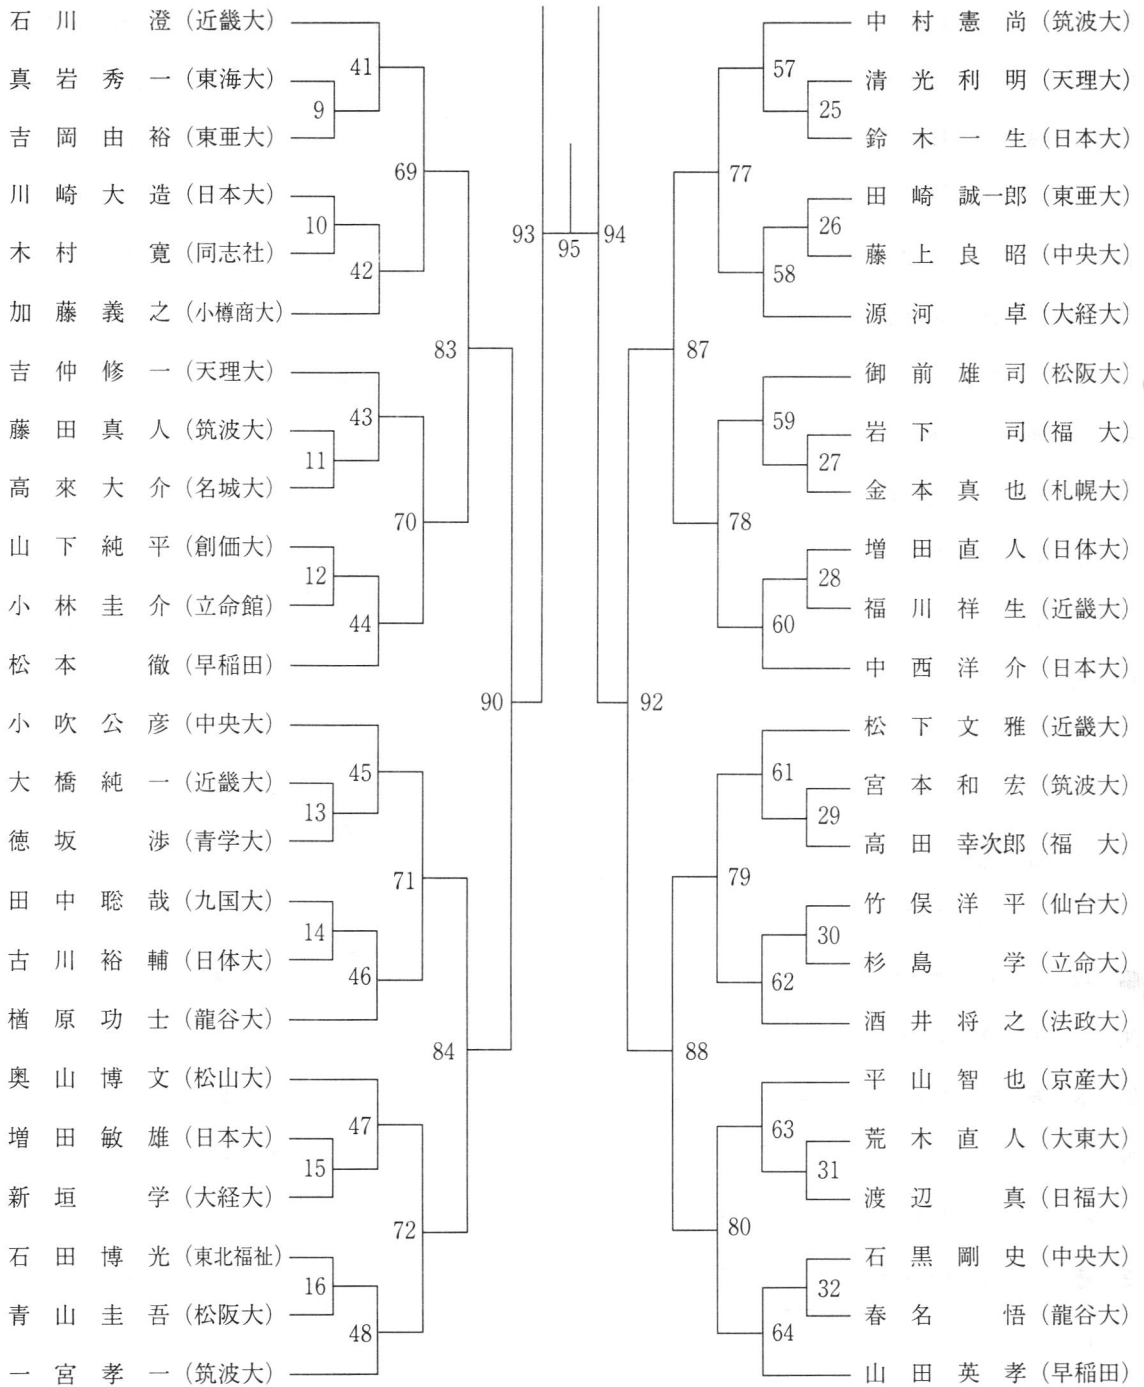 石川 澄(近畿大)
真岩秀一(東海大)
吉岡由裕(東亜大)
川崎大造(日本大)
木村 寛(同志社)
加藤義之(小樽商大)
吉仲修一(天理大)
藤田真人(筑波大)
高來大介(名城大)
山下純平(創価大)
小林圭介(立命館)
松本 徹(早稲田)
小吹公彦(中央大)
大橋純一(近畿大)
徳坂 渉(青学大)
田中聡哉(九国大)
古川裕輔(日体大)
楢原功士(龍谷大)
奥山博文(松山大)
増田敏雄(日本大)
新垣 学(大経大)
石田博光(東北福祉)
青山圭吾(松阪大)
一宮孝一(筑波大)
9
10
11
12
13
14
15
16
41
42
43
44
45
46
47
48
69
70
71
72
83
84
90
93
95
94
92
87
88
77
78
79
80
57
58
59
60
61
62
63
64
25
26
27
28
29
30
31
32
中村憲尚(筑波大)
清光利明(天理大)
鈴木一生(日本大)
田崎誠一郎(東亜大)
藤上良昭(中央大)
源河 卓(大経大)
御前雄司(松阪大)
岩下 司(福 大)
金本真也(札幌大)
増田直人(日体大)
福川祥生(近畿大)
中西洋介(日本大)
松下文雅(近畿大)
宮本和宏(筑波大)
高田幸次郎(福 大)
竹俣洋平(仙台大)
杉島 学(立命大)
酒井将之(法政大)
平山智也(京産大)
荒木直人(大東大)
渡辺 真(日福大)
石黒剛史(中央大)
春名 悟(龍谷大)
山田英孝(早稲田)